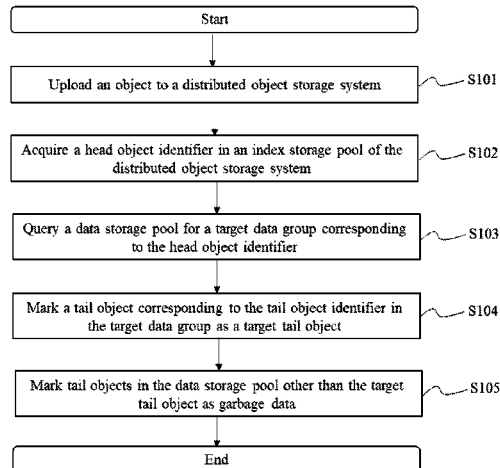 Start
Upload an object to a distributed object storage system
S101
Acquire a head object identifier in an index storage pool of the
distributed object storage system
S102
Query a data storage pool for a target data group corresponding
to the head object identifier
S103
Mark a tail object corresponding to the tail object identifier in
the target data group as a target tail object
S104
Mark tail objects in the data storage pool other than the target
tail object as garbage data
S105
End